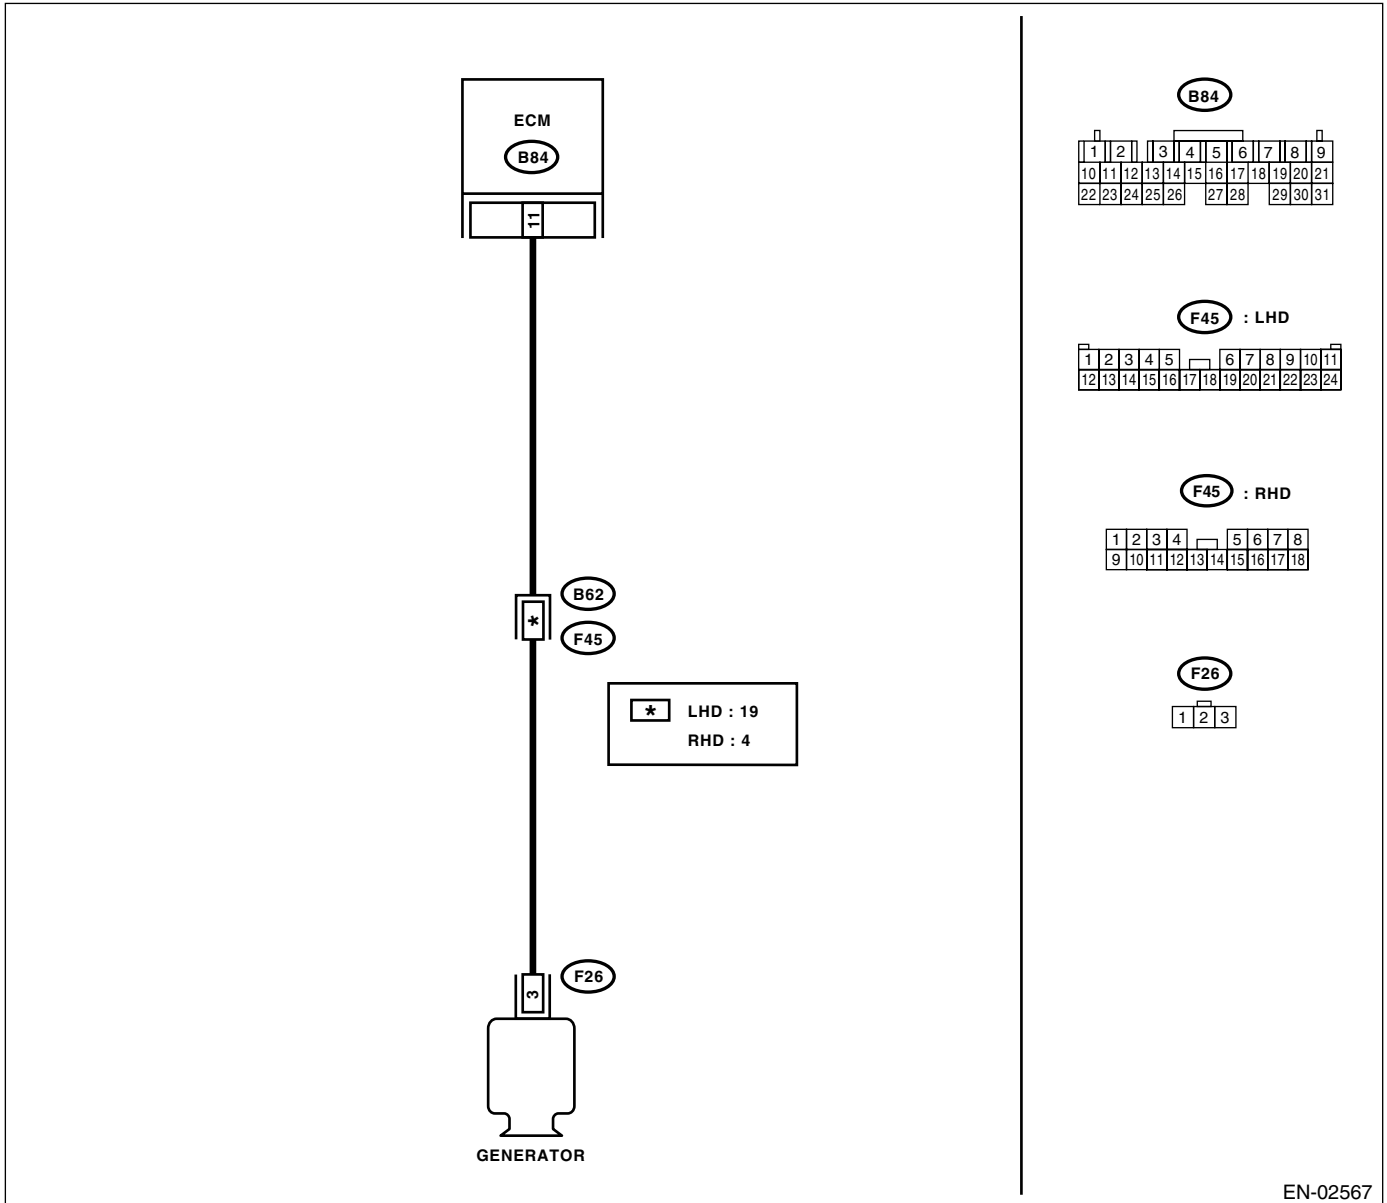 ECM
B84
11
B62
*
F45
* LHD : 19
RHD : 4
F26
3
GENERATOR
B84
1 2 3 4 5 6 7 8 9
10 11 12 13 14 15 16 17 18 19 20 21
22 23 24 25 26 27 28 29 30 31
F45 : LHD
1 2 3 4 5 6 7 8 9 10 11
12 13 14 15 16 17 18 19 20 21 22 23 24
F45 : RHD
1 2 3 4 5 6 7 8
9 10 11 12 13 14 15 16 17 18
F26
1 2 3
EN-02567